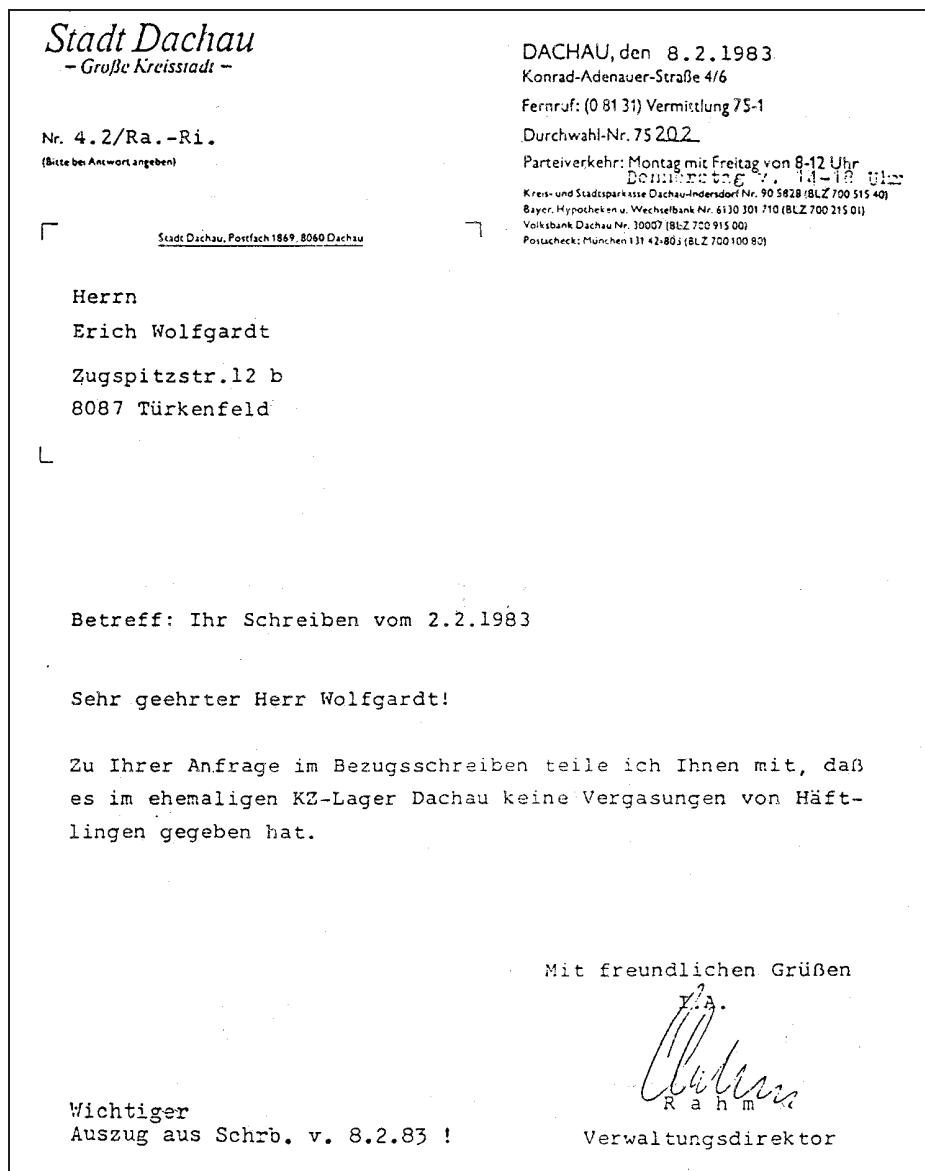 Stadt Dachau
– Große Kreisstadt –
DACHAU, den 8.2.1983
Konrad-Adenauer-Straße 4/6
Fernruf: (0 81 31) Vermittlung 75-1
Nr. 4.2/Ra.-Ri.
Durchwahl-Nr. 75 202
(Bitte bei Antwort angeben)
Parteiverkehr: Montag mit Freitag von 8-12 Uhr
Donnerstag v. 14-18 Uhr
Kreis- und Stadtsparkasse Dachau-Indersdorf Nr. 90 5828 (BLZ 700 515 40)
Bayer. Hypotheken u. Wechselbank Nr. 6130 301 710 (BLZ 700 215 01)
Volksbank Dachau Nr. 30007 (BLZ 700 915 00)
Postscheck: München 131 42-803 (BLZ 700 100 80)
Stadt Dachau, Postfach 1869, 8060 Dachau
Herrn
Erich Wolfgardt
Zugspitzstr.12 b
8087 Türkenfeld
Betreff: Ihr Schreiben vom 2.2.1983
Sehr geehrter Herr Wolfgardt!
Zu Ihrer Anfrage im Bezugsschreiben teile ich Ihnen mit, daß
es im ehemaligen KZ-Lager Dachau keine Vergasungen von Häft-
lingen gegeben hat.
Mit freundlichen Grüßen
I.A.
Rahm
Wichtiger
Auszug aus Schrb. v. 8.2.83 !
Verwaltungsdirektor